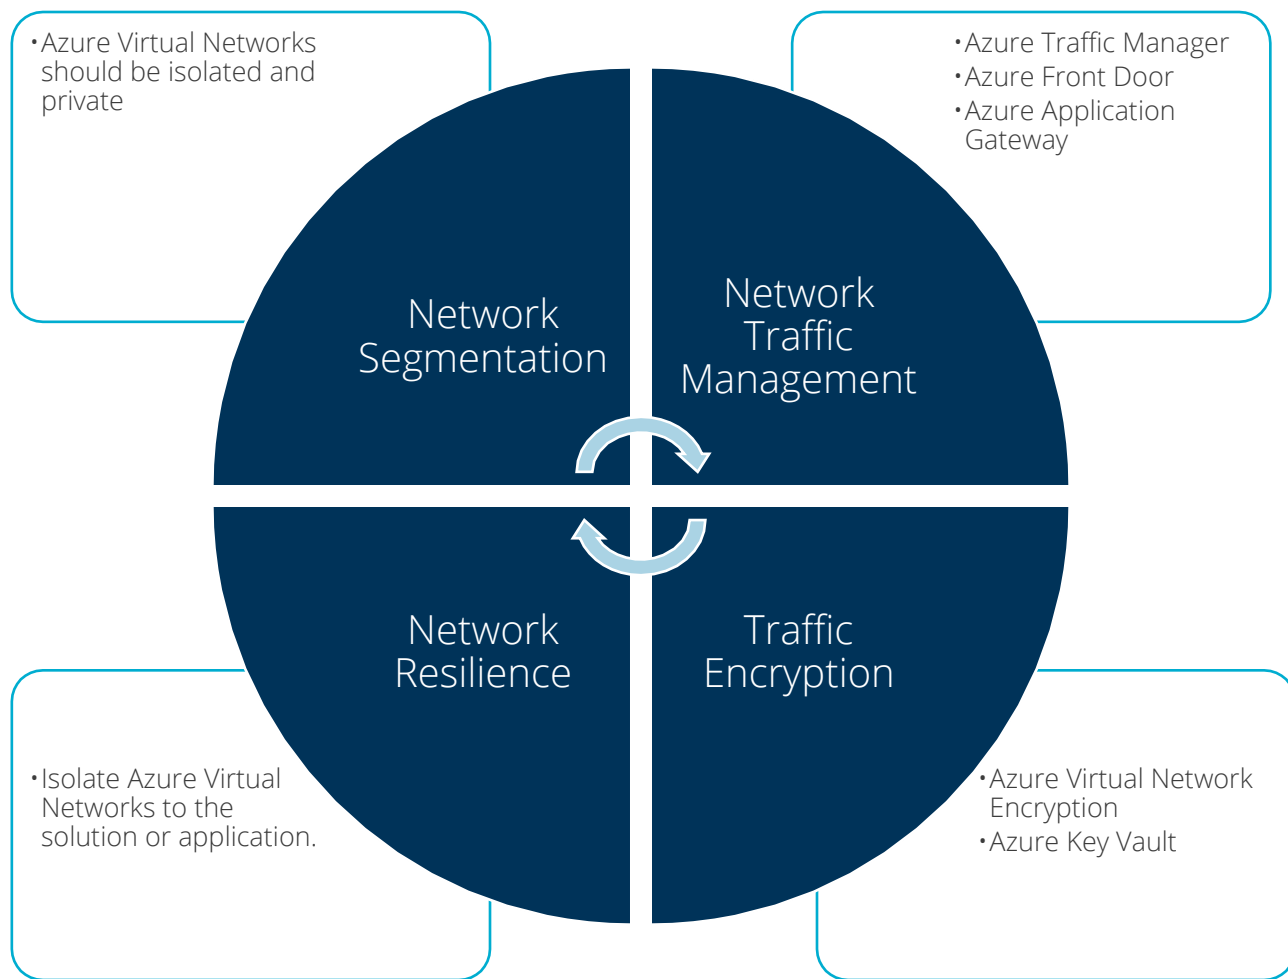 •Azure Virtual Networks
should be isolated and
private
•Azure Traffic Manager
•Azure Front Door
•Azure Application
Gateway
Network
Segmentation
Network
Traffic
Management
Network
Resilience
Traffic
Encryption
•Isolate Azure Virtual
Networks to the
solution or application.
•Azure Virtual Network
Encryption
•Azure Key Vault